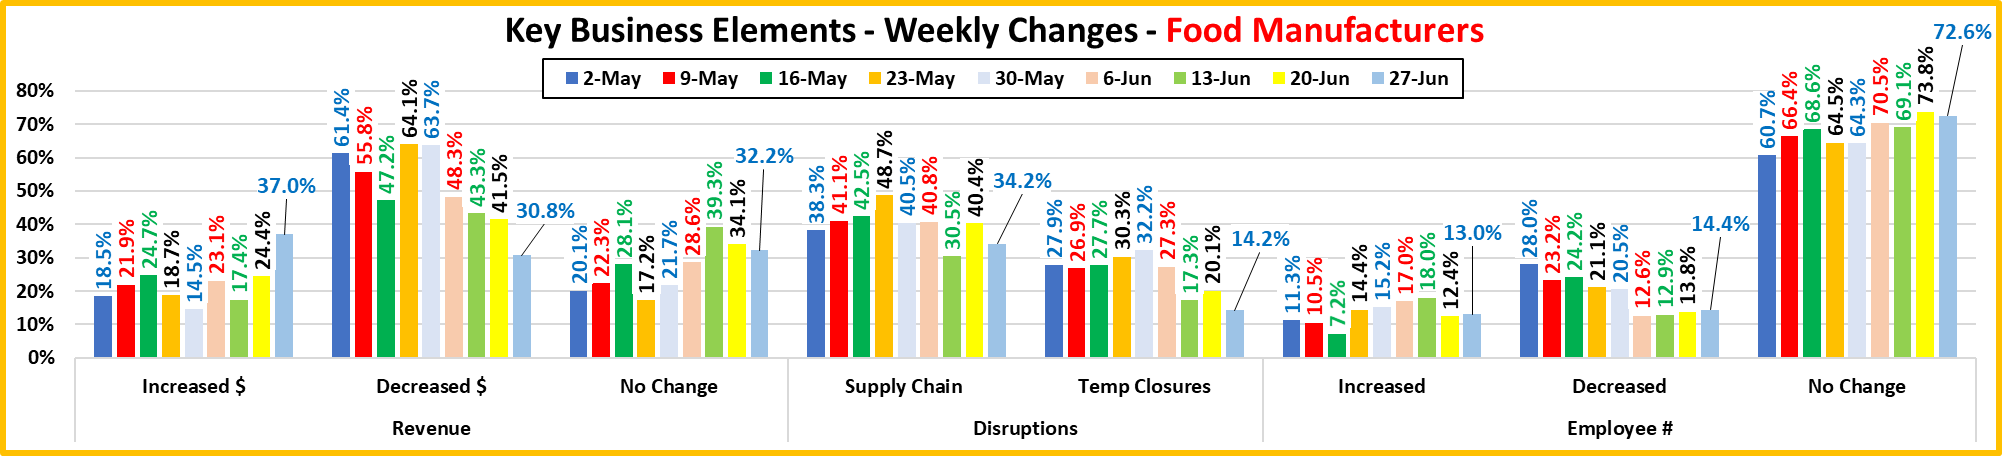 Key Business Elements - Weekly Changes - Food Manufacturers
2-May 9-May 16-May 23-May 30-May 6-Jun 13-Jun 20-Jun 27-Jun
80%
70%
60%
50%
40%
30%
20%
10%
0%
18.5% 21.9% 24.7% 18.7% 14.5% 23.1% 17.4% 24.4% 37.0%
61.4% 55.8% 47.2% 64.1% 63.7% 48.3% 43.3% 41.5% 30.8%
20.1% 22.3% 28.1% 17.2% 21.7% 28.6% 39.3% 34.1% 32.2%
38.3% 41.1% 42.5% 48.7% 40.5% 40.8% 30.5% 40.4% 34.2%
27.9% 26.9% 27.7% 30.3% 32.2% 27.3% 17.3% 20.1% 14.2%
11.3% 10.5% 7.2% 14.4% 15.2% 17.0% 18.0% 12.4% 13.0%
28.0% 23.2% 24.2% 21.1% 20.5% 12.6% 12.9% 13.8% 14.4%
60.7% 66.4% 68.6% 64.5% 64.3% 70.5% 69.1% 73.8% 72.6%
Increased $ Decreased $ No Change Supply Chain Temp Closures Increased Decreased No Change
Revenue Disruptions Employee #